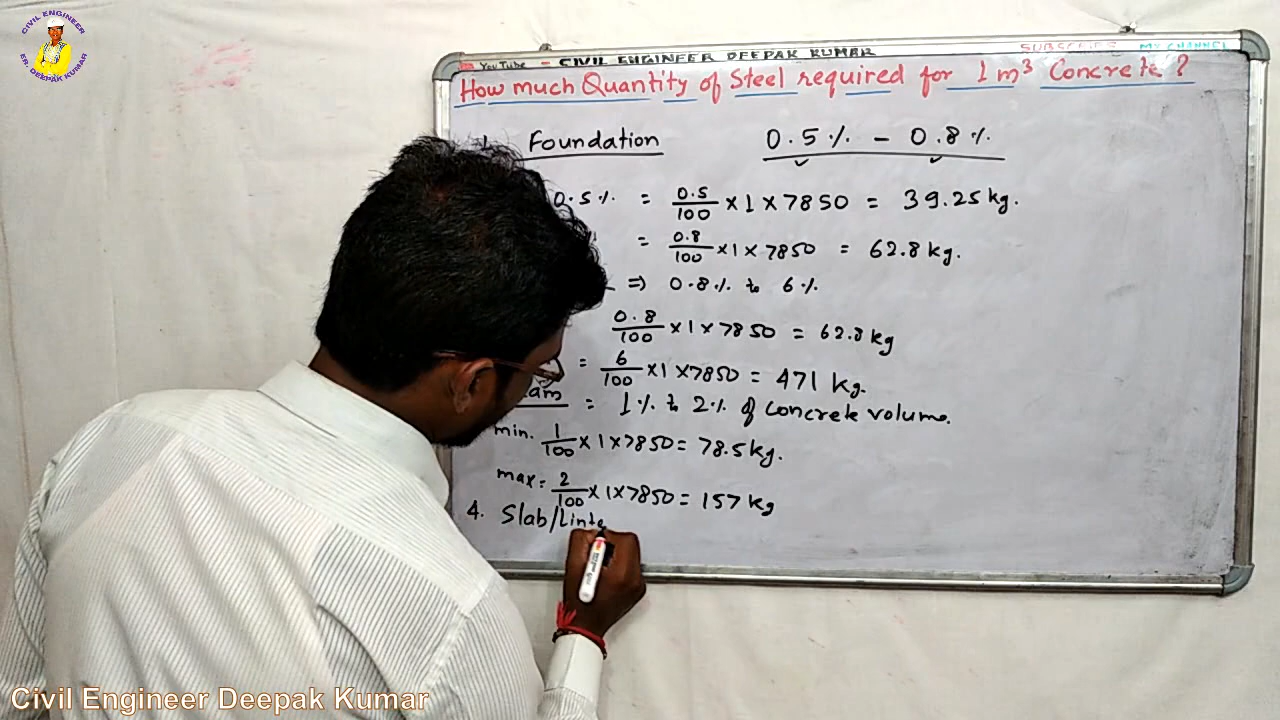 CIVIL ENGINEER
ER. DEEPAK KUMAR
YouTube - CIVIL ENGINEER DEEPAK KUMAR SUBSCRIBE MY CHANNEL
How much Quantity of Steel required for 1 m³ Concrete ?
Foundation 0.5% - 0.8%
0.5% = 0.5/100 × 1 × 7850 = 39.25 kg.
= 0.8/100 × 1 × 7850 = 62.8 kg.
⇒ 0.8% to 6%
0.8/100 × 1 × 7850 = 62.8 kg
= 6/100 × 1 × 7850 = 471 kg.
= 1% to 2% of Concrete volume.
min. 1/100 × 1 × 7850 = 78.5 kg.
max = 2/100 × 1 × 7850 = 157 kg
4. Slab/Linte
Civil Engineer Deepak Kumar